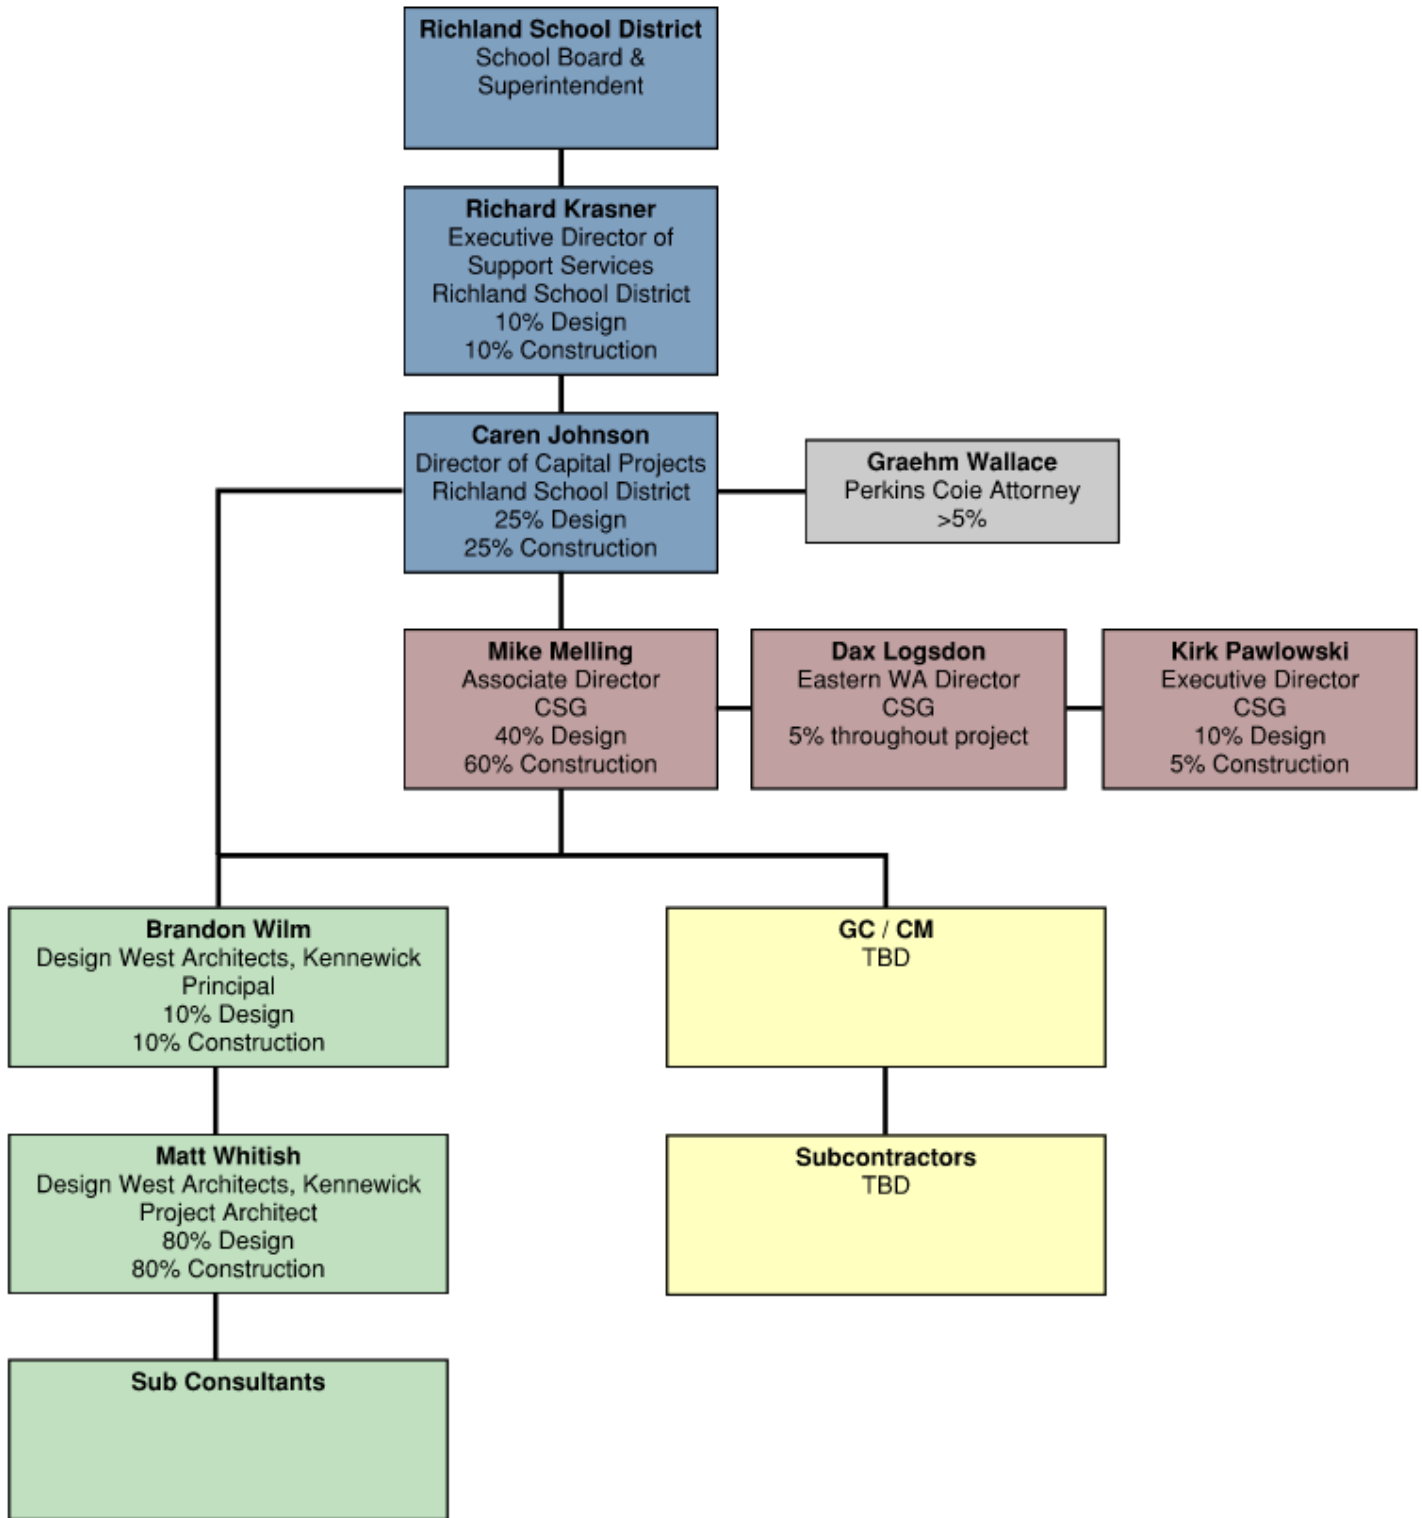 Richland School District
School Board &
Superintendent
Richard Krasner
Executive Director of
Support Services
Richland School District
10% Design
10% Construction
Caren Johnson
Director of Capital Projects
Richland School District
25% Design
25% Construction
Graehm Wallace
Perkins Coie Attorney
>5%
Mike Melling
Associate Director
CSG
40% Design
60% Construction
Dax Logsdon
Eastern WA Director
CSG
5% throughout project
Kirk Pawlowski
Executive Director
CSG
10% Design
5% Construction
Brandon Wilm
Design West Architects, Kennewick
Principal
10% Design
10% Construction
GC / CM
TBD
Matt Whitish
Design West Architects, Kennewick
Project Architect
80% Design
80% Construction
Subcontractors
TBD
Sub Consultants